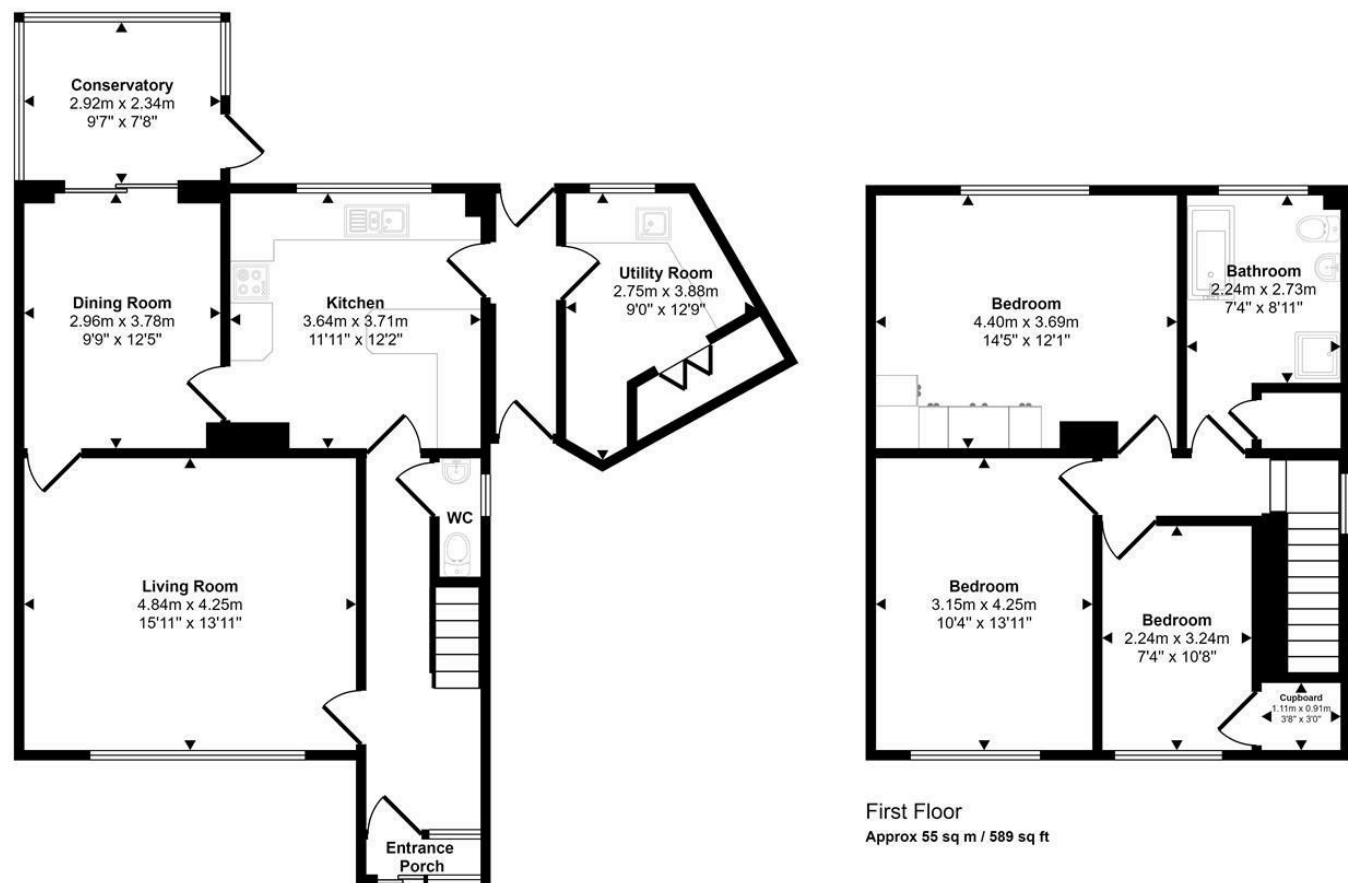 Conservatory
2.92m x 2.34m
9'7" x 7'8"
Dining Room
2.96m x 3.78m
9'9" x 12'5"
Kitchen
3.64m x 3.71m
11'11" x 12'2"
Utility Room
2.75m x 3.88m
9'0" x 12'9"
WC
Living Room
4.84m x 4.25m
15'11" x 13'11"
Entrance
Porch
Bedroom
4.40m x 3.69m
14'5" x 12'1"
Bathroom
2.24m x 2.73m
7'4" x 8'11"
Bedroom
3.15m x 4.25m
10'4" x 13'11"
Bedroom
2.24m x 3.24m
7'4" x 10'8"
Cupboard
1.11m x 0.91m
3'8" x 3'0"
First Floor
Approx 55 sq m / 589 sq ft